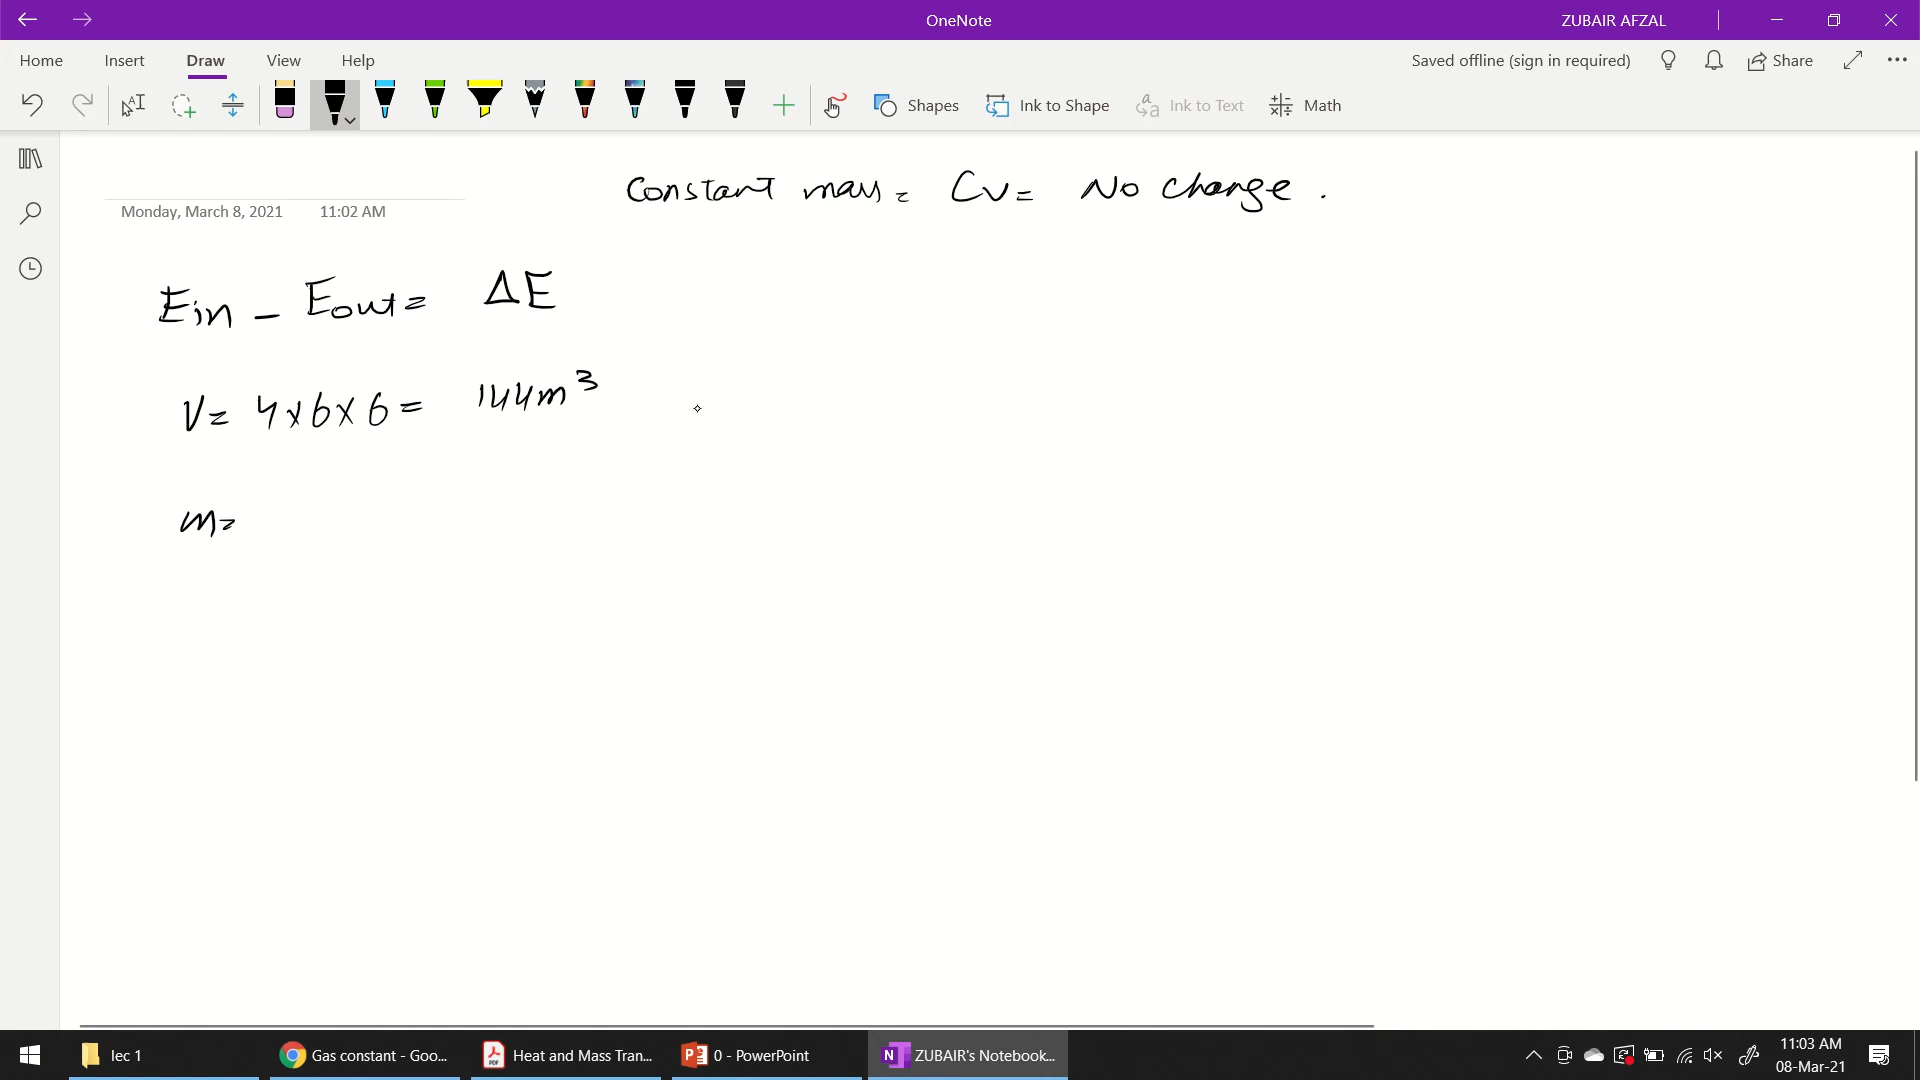 OneNote
ZUBAIR AFZAL
Home Insert Draw View Help
Saved offline (sign in required) Share
Shapes Ink to Shape Ink to Text Math
Constant mass = Cv = No change .
Monday, March 8, 2021 11:02 AM
Ein - Eout = ΔE
V = 4x6x6 = 144m³
m =
lec 1
Gas constant - Goo...
Heat and Mass Tran...
0 - PowerPoint
ZUBAIR's Notebook...
11:03 AM
08-Mar-21